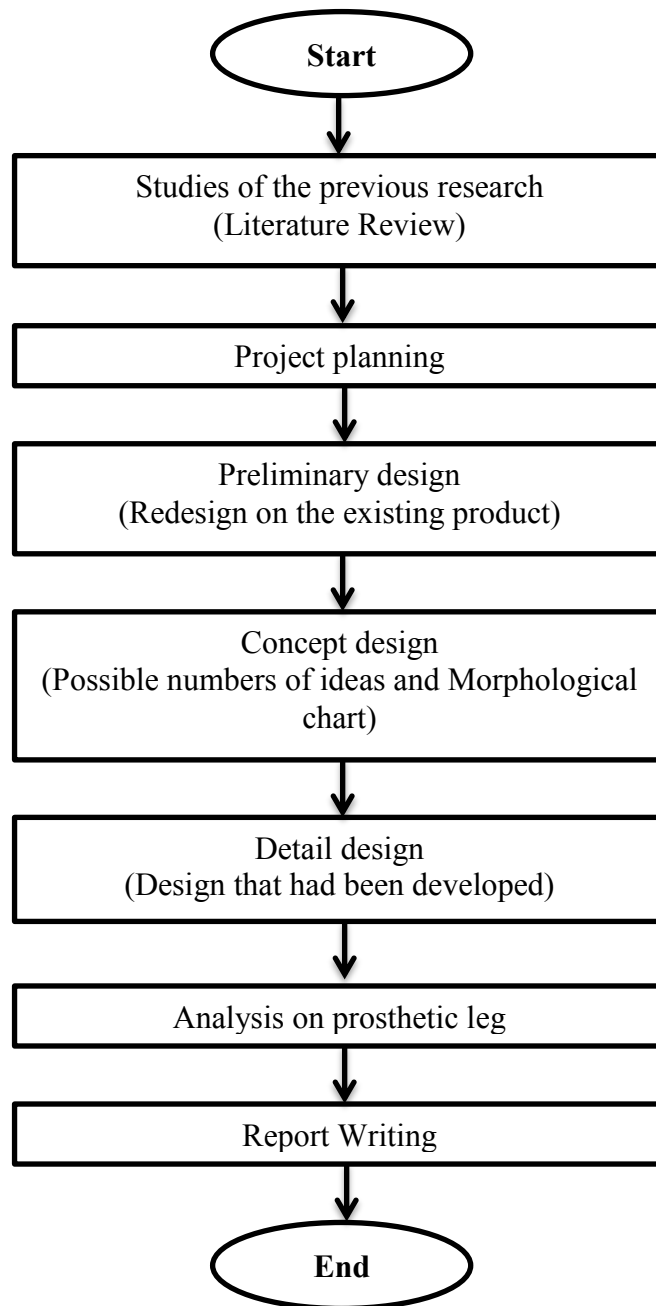 Start
Studies of the previous research
(Literature Review)
Project planning
Preliminary design
(Redesign on the existing product)
Concept design
(Possible numbers of ideas and Morphological
chart)
Detail design
(Design that had been developed)
Analysis on prosthetic leg
Report Writing
End